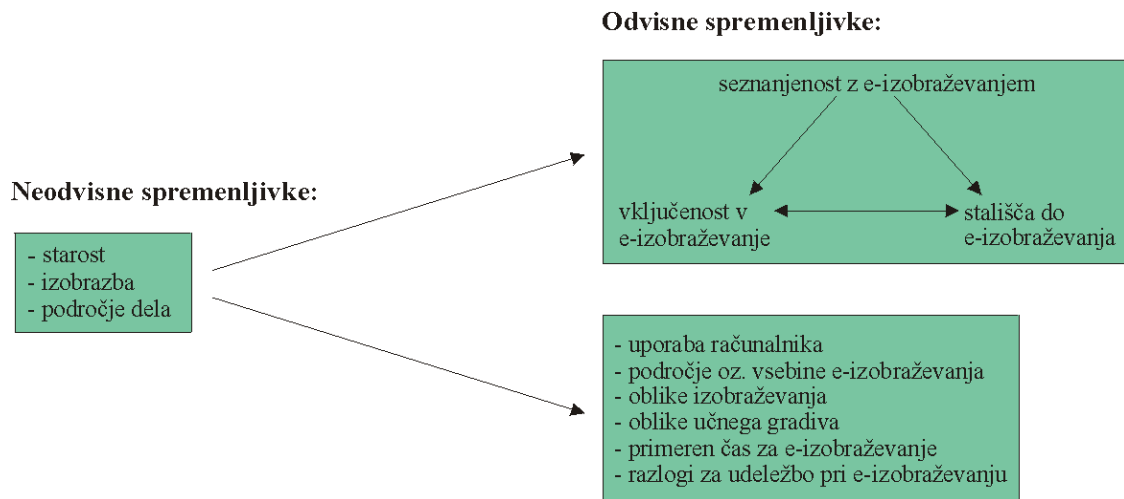 Odvisne spremenljivke:
seznanjenost z e-izobraževanjem
vključenost v
e-izobraževanje
stališča do
e-izobraževanja
Neodvisne spremenljivke:
- starost
- izobrazba
- področje dela
- uporaba računalnika
- področje oz. vsebine e-izobraževanja
- oblike izobraževanja
- oblike učnega gradiva
- primeren čas za e-izobraževanje
- razlogi za udeležbo pri e-izobraževanju